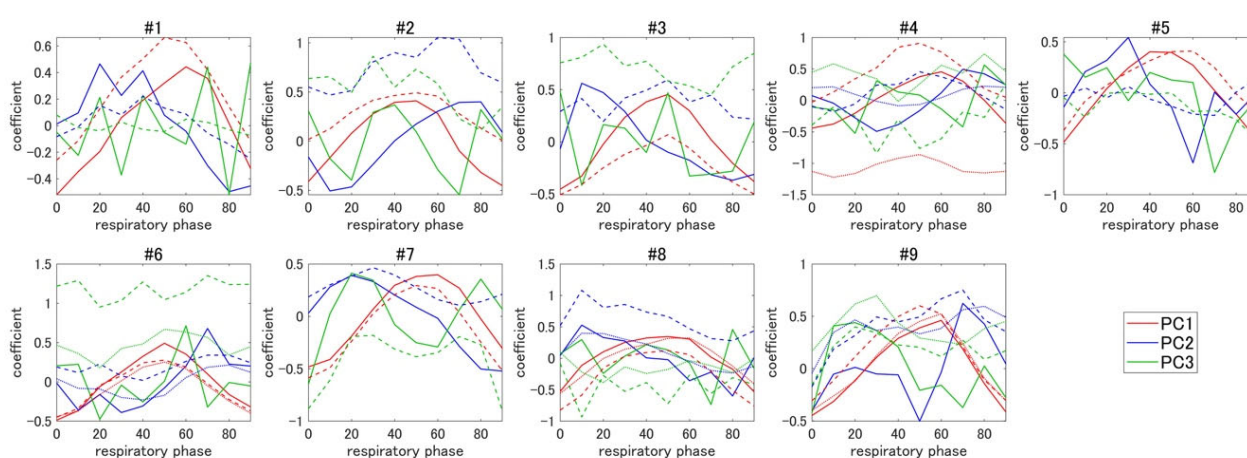 #1 #2 #3 #4 #5
0.6 2 1 1 0.5
0.4 1.5 0.5 0
0.2 1 0.5 0 -0.5
0 0.5 0 -0.5 -0.5
-0.2 0 -1
-0.4 -0.5 -0.5 -1.5 -1
coefficient coefficient coefficient coefficient coefficient
0 20 40 60 80 0 20 40 60 80 0 20 40 60 80 0 20 40 60 80 0 20 40 60 80
respiratory phase respiratory phase respiratory phase respiratory phase respiratory phase
#6 #7 #8 #9
1.5 0.5 1.5 1
1 1
0.5 0 0.5 0.5
0 -0.5 0 0
-0.5 -1 -0.5 -0.5
-1
coefficient coefficient coefficient coefficient
0 20 40 60 80 0 20 40 60 80 0 20 40 60 80 0 20 40 60 80
respiratory phase respiratory phase respiratory phase respiratory phase
PC1
PC2
PC3